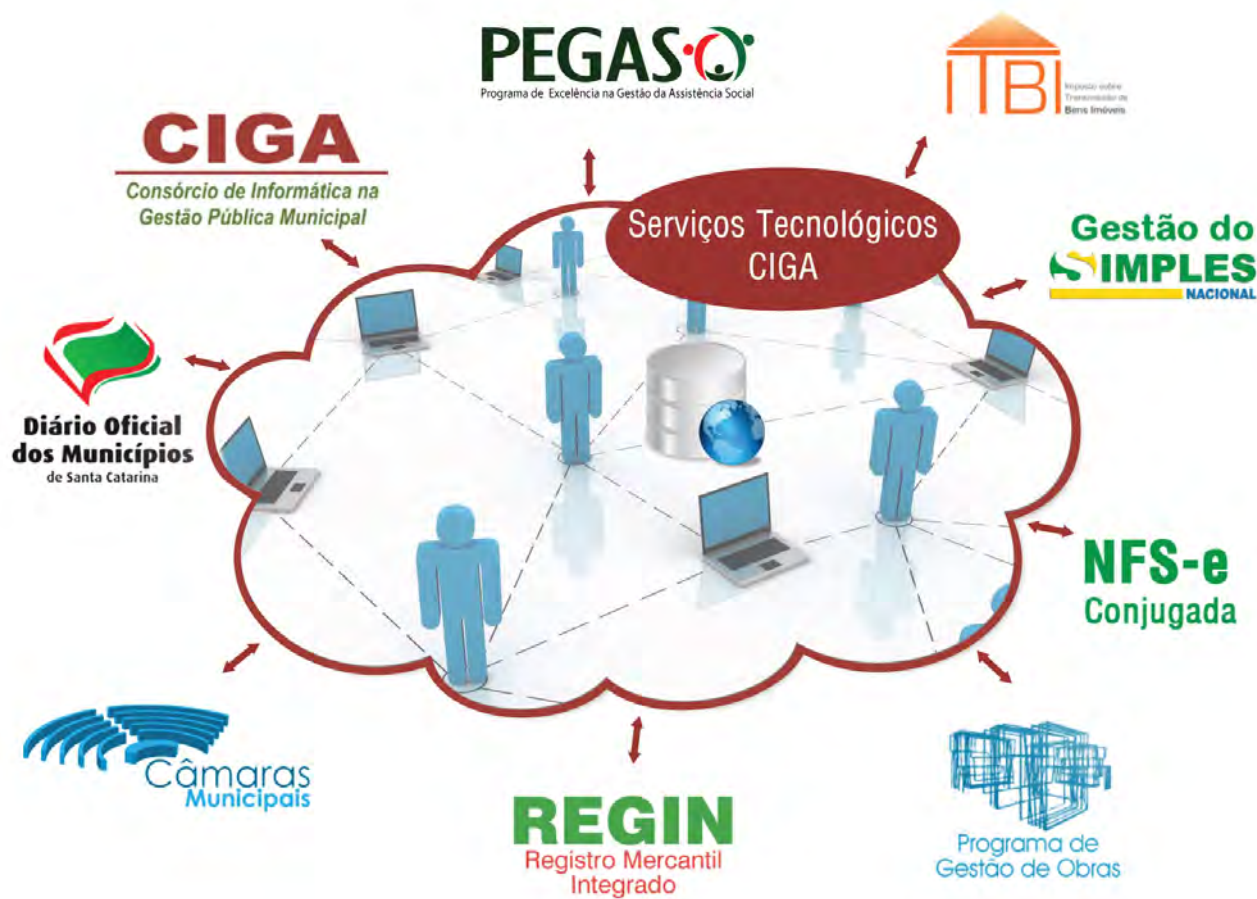 PEGASO
Programa de Excelência na Gestão da Assistência Social
ITBI
Imposto sobre
Transmissão de
Bens Imóveis
CIGA
Consórcio de Informática na
Gestão Pública Municipal
Serviços Tecnológicos
CIGA
Gestão do
SIMPLES
NACIONAL
Diário Oficial
dos Municípios
de Santa Catarina
NFS-e
Conjugada
Câmaras
Municipais
REGIN
Registro Mercantil
Integrado
Programa de
Gestão de Obras